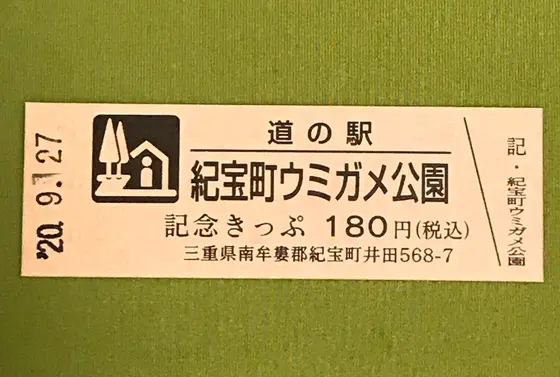 '20. 9. 27
道の駅
紀宝町ウミガメ公園
記念きっぷ 180円(税込)
三重県南牟婁郡紀宝町井田568-7
記・紀宝町ウミガメ公園